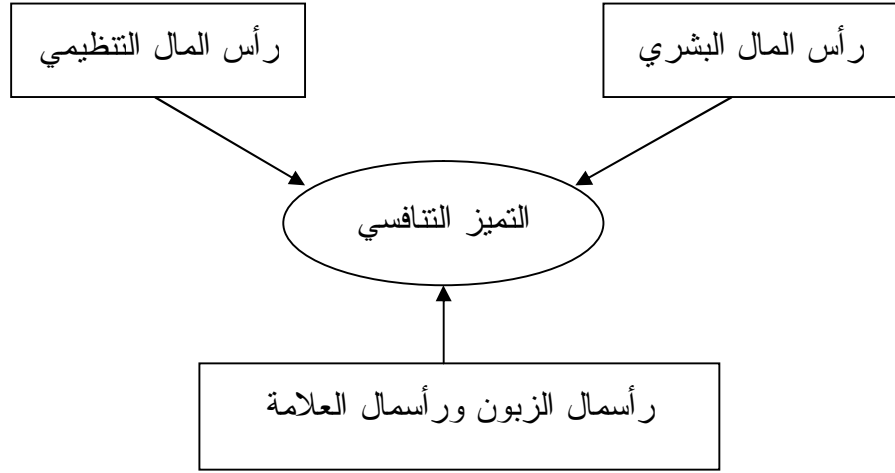 رأس المال البشري
رأس المال التنظيمي
التميز التنافسي
رأسمال الزبون ورأسمال العلامة